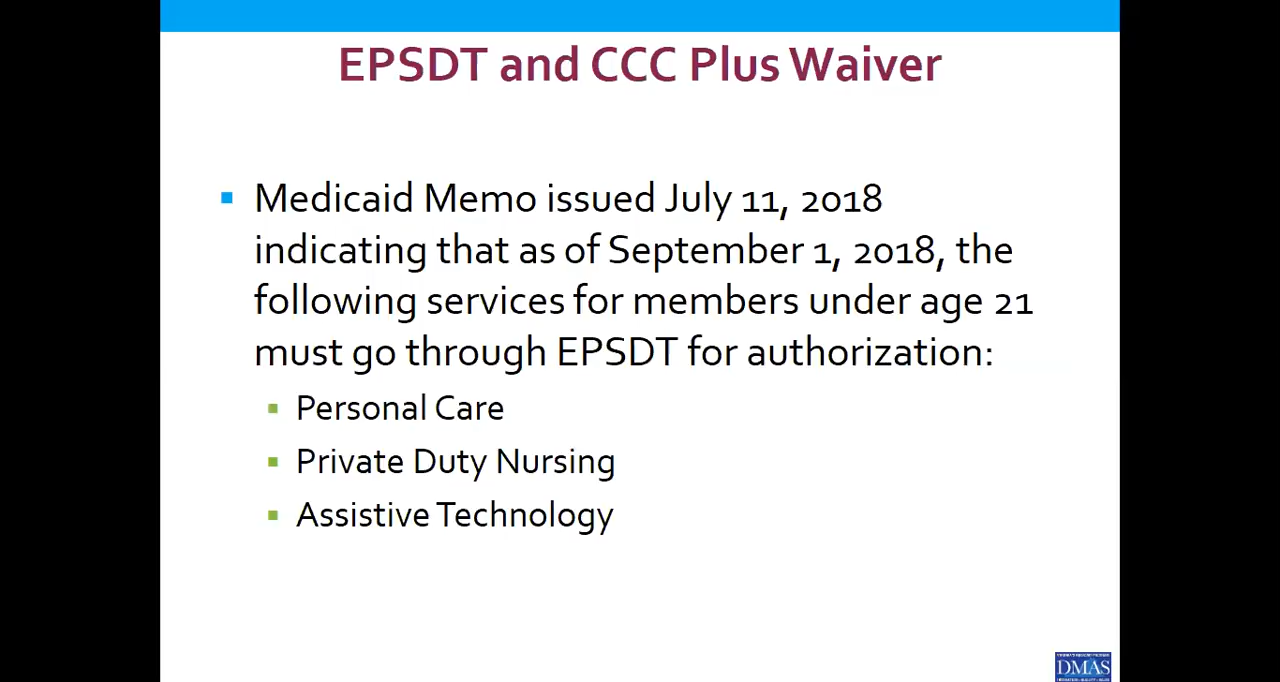 EPSDT and CCC Plus Waiver
Medicaid Memo issued July 11, 2018
indicating that as of September 1, 2018, the
following services for members under age 21
must go through EPSDT for authorization:
Personal Care
Private Duty Nursing
Assistive Technology
DMAS